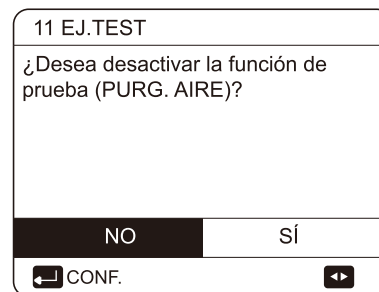 11 EJ.TEST
¿Desea desactivar la función de
prueba (PURG. AIRE)?
NO SÍ
CONF.